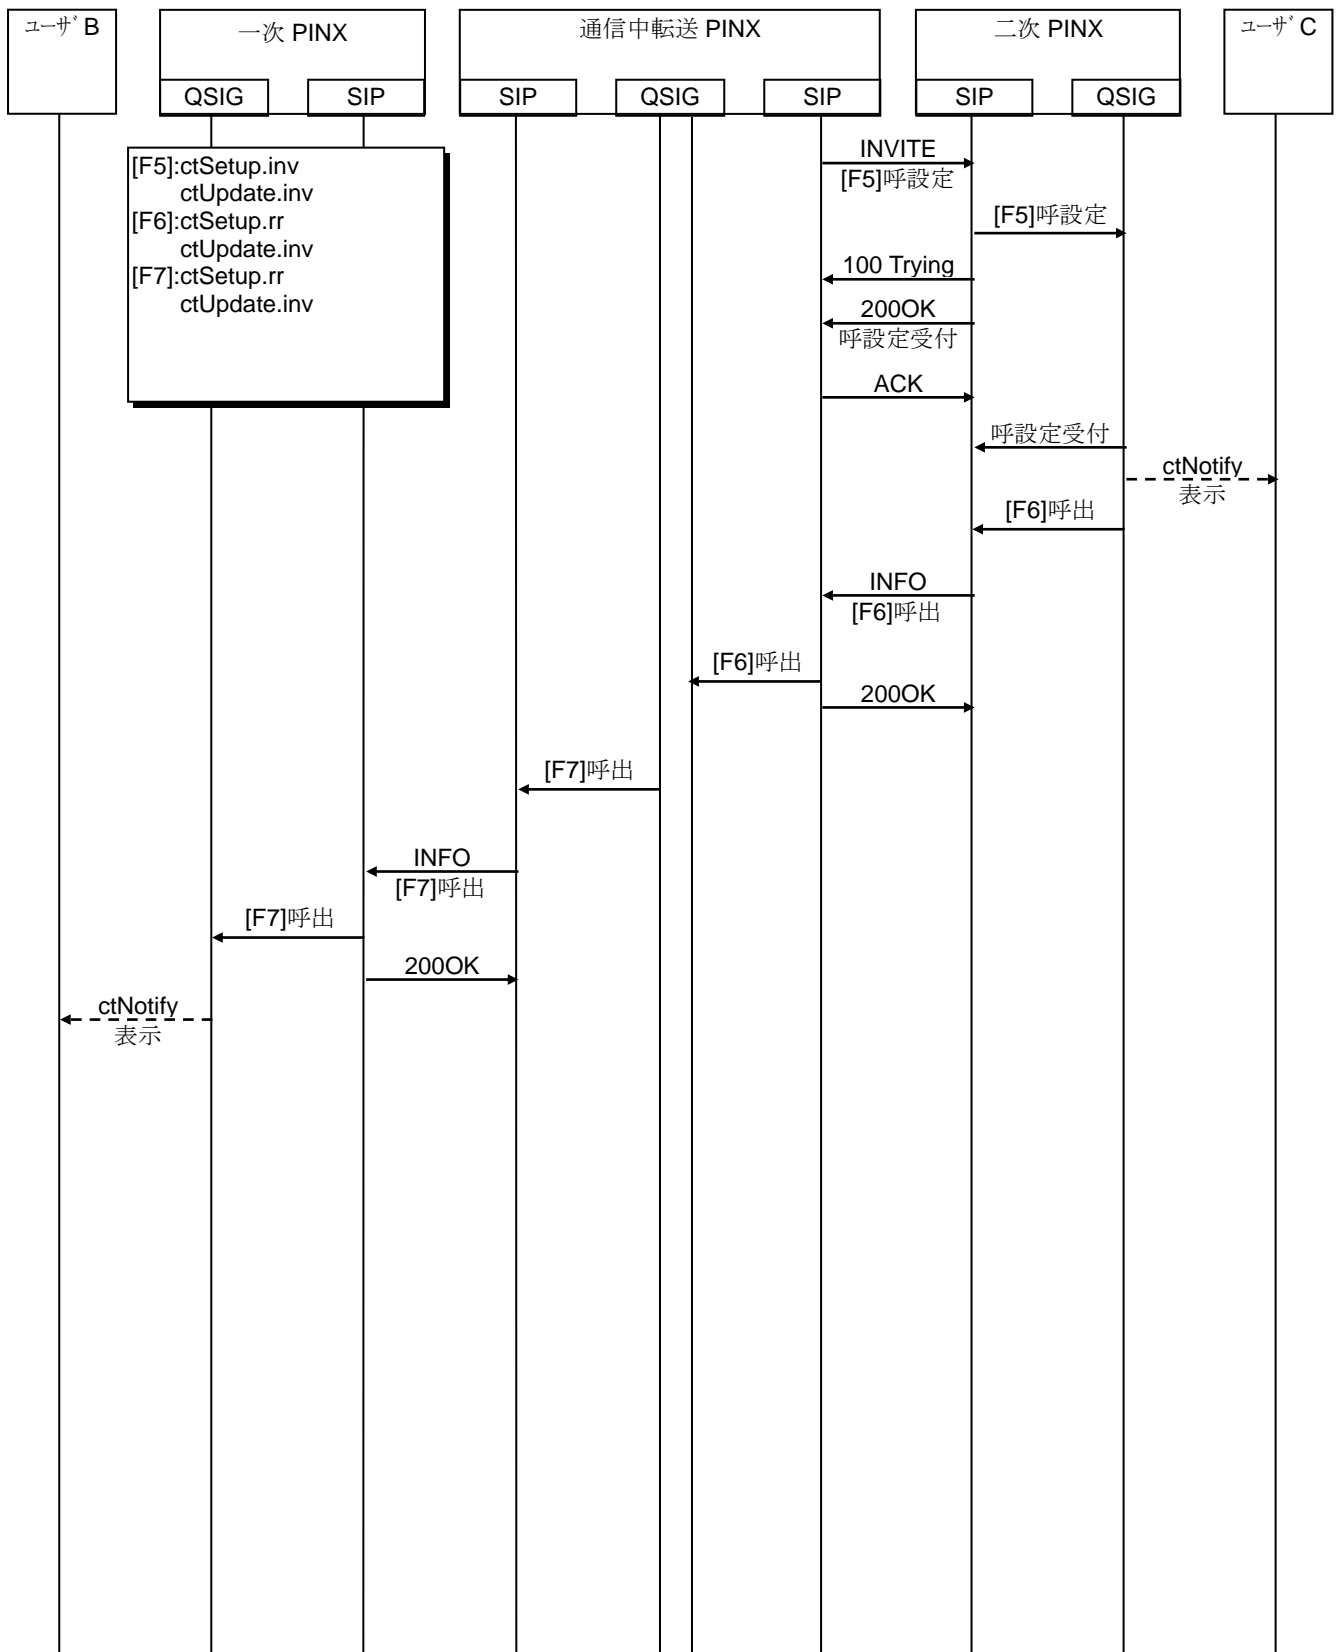 ﾕｰｻﾞ B
一次 PINX
通信中転送 PINX
二次 PINX
ﾕｰｻﾞ C
QSIG
SIP
SIP
QSIG
SIP
SIP
QSIG
[F5]:ctSetup.inv
ctUpdate.inv
[F6]:ctSetup.rr
ctUpdate.inv
[F7]:ctSetup.rr
ctUpdate.inv
INVITE
[F5]呼設定
[F5]呼設定
100 Trying
200OK
呼設定受付
ACK
呼設定受付
ctNotify
表示
[F6]呼出
INFO
[F6]呼出
[F6]呼出
200OK
[F7]呼出
INFO
[F7]呼出
[F7]呼出
200OK
ctNotify
表示